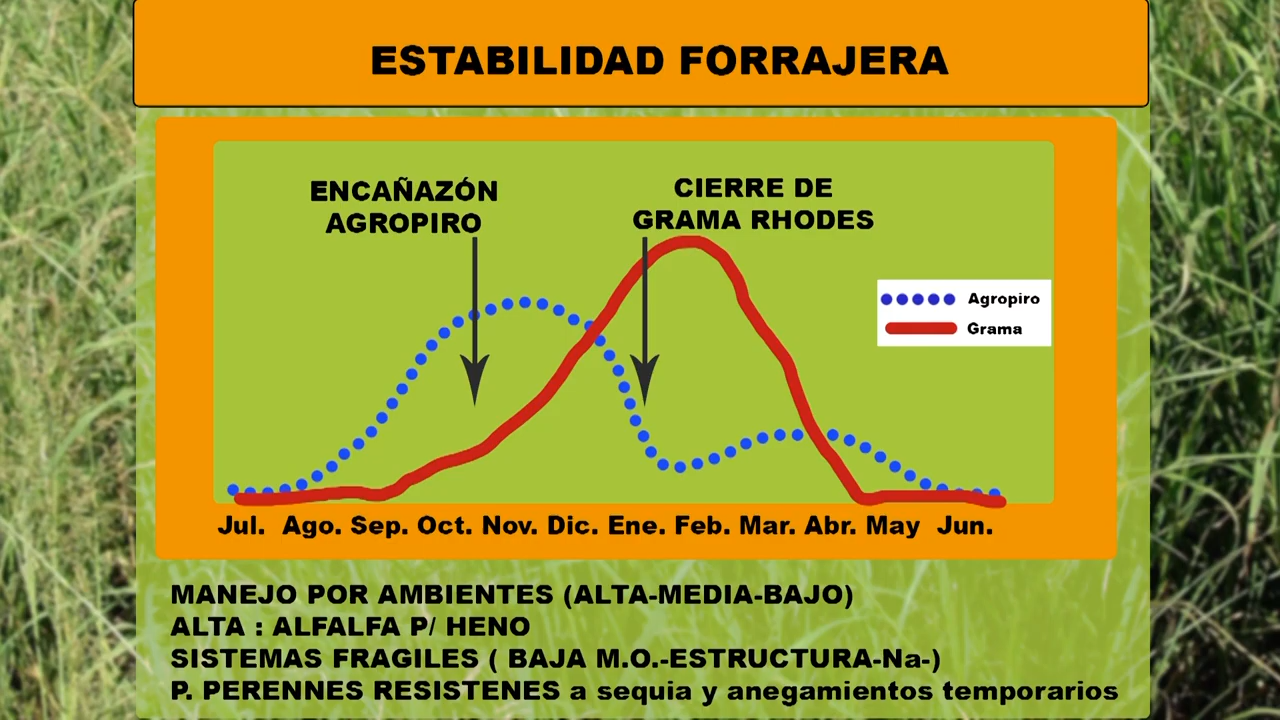 ESTABILIDAD FORRAJERA
ENCAÑAZÓN
AGROPIRO
CIERRE DE
GRAMA RHODES
Agropiro
Grama
Jul. Ago. Sep. Oct. Nov. Dic. Ene. Feb. Mar. Abr. May Jun.
MANEJO POR AMBIENTES (ALTA-MEDIA-BAJO)
ALTA : ALFALFA P/ HENO
SISTEMAS FRAGILES ( BAJA M.O.-ESTRUCTURA-Na-)
P. PERENNES RESISTENES a sequia y anegamientos temporarios